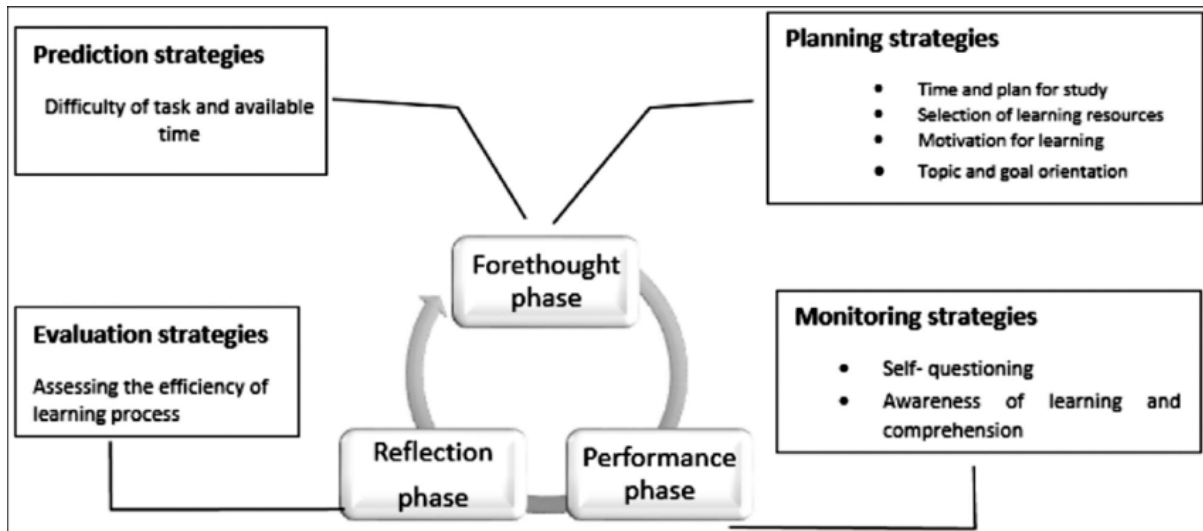 Prediction strategies
Difficulty of task and available
time
Planning strategies
• Time and plan for study
• Selection of learning resources
• Motivation for learning
• Topic and goal orientation
Forethought
phase
Evaluation strategies
Assessing the efficiency of
learning process
Monitoring strategies
• Self- questioning
• Awareness of learning and
comprehension
Reflection
phase
Performance
phase